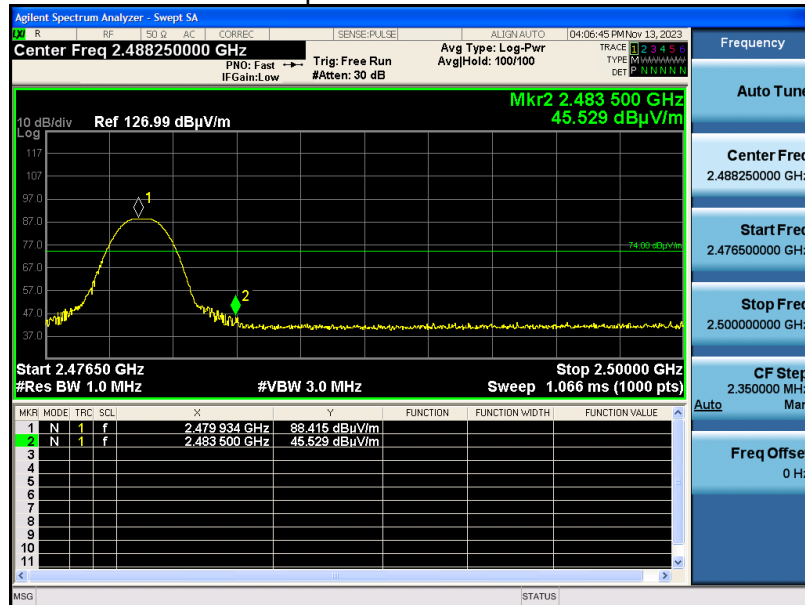 Agilent Spectrum Analyzer - Swept SA
LXI R RF 50 Ω AC CORREC SENSE:PULSE ALIGN AUTO 04:06:45 PM Nov 13, 2023
Center Freq 2.488250000 GHz
PNO: Fast
IFGain:Low
Trig: Free Run
#Atten: 30 dB
Avg Type: Log-Pwr
Avg|Hold: 100/100
TRACE 1 2 3 4 5 6
TYPE M
DET P N N N N N
Mkr2 2.483 500 GHz
45.529 dBµV/m
10 dB/div Ref 126.99 dBµV/m
Log
117
107
97.0
87.0
77.0
67.0
57.0
47.0
37.0
1
2
74.00 dBµV/m
Start 2.47650 GHz Stop 2.50000 GHz
#Res BW 1.0 MHz #VBW 3.0 MHz Sweep 1.066 ms (1000 pts)
MKR MODE TRC SCL X Y FUNCTION FUNCTION WIDTH FUNCTION VALUE
1 N 1 f 2.479 934 GHz 88.415 dBµV/m
2 N 1 f 2.483 500 GHz 45.529 dBµV/m
3
4
5
6
7
8
9
10
11
MSG STATUS
Frequency
Auto Tune
Center Freq
2.488250000 GHz
Start Freq
2.476500000 GHz
Stop Freq
2.500000000 GHz
CF Step
2.350000 MHz
Auto Man
Freq Offset
0 Hz